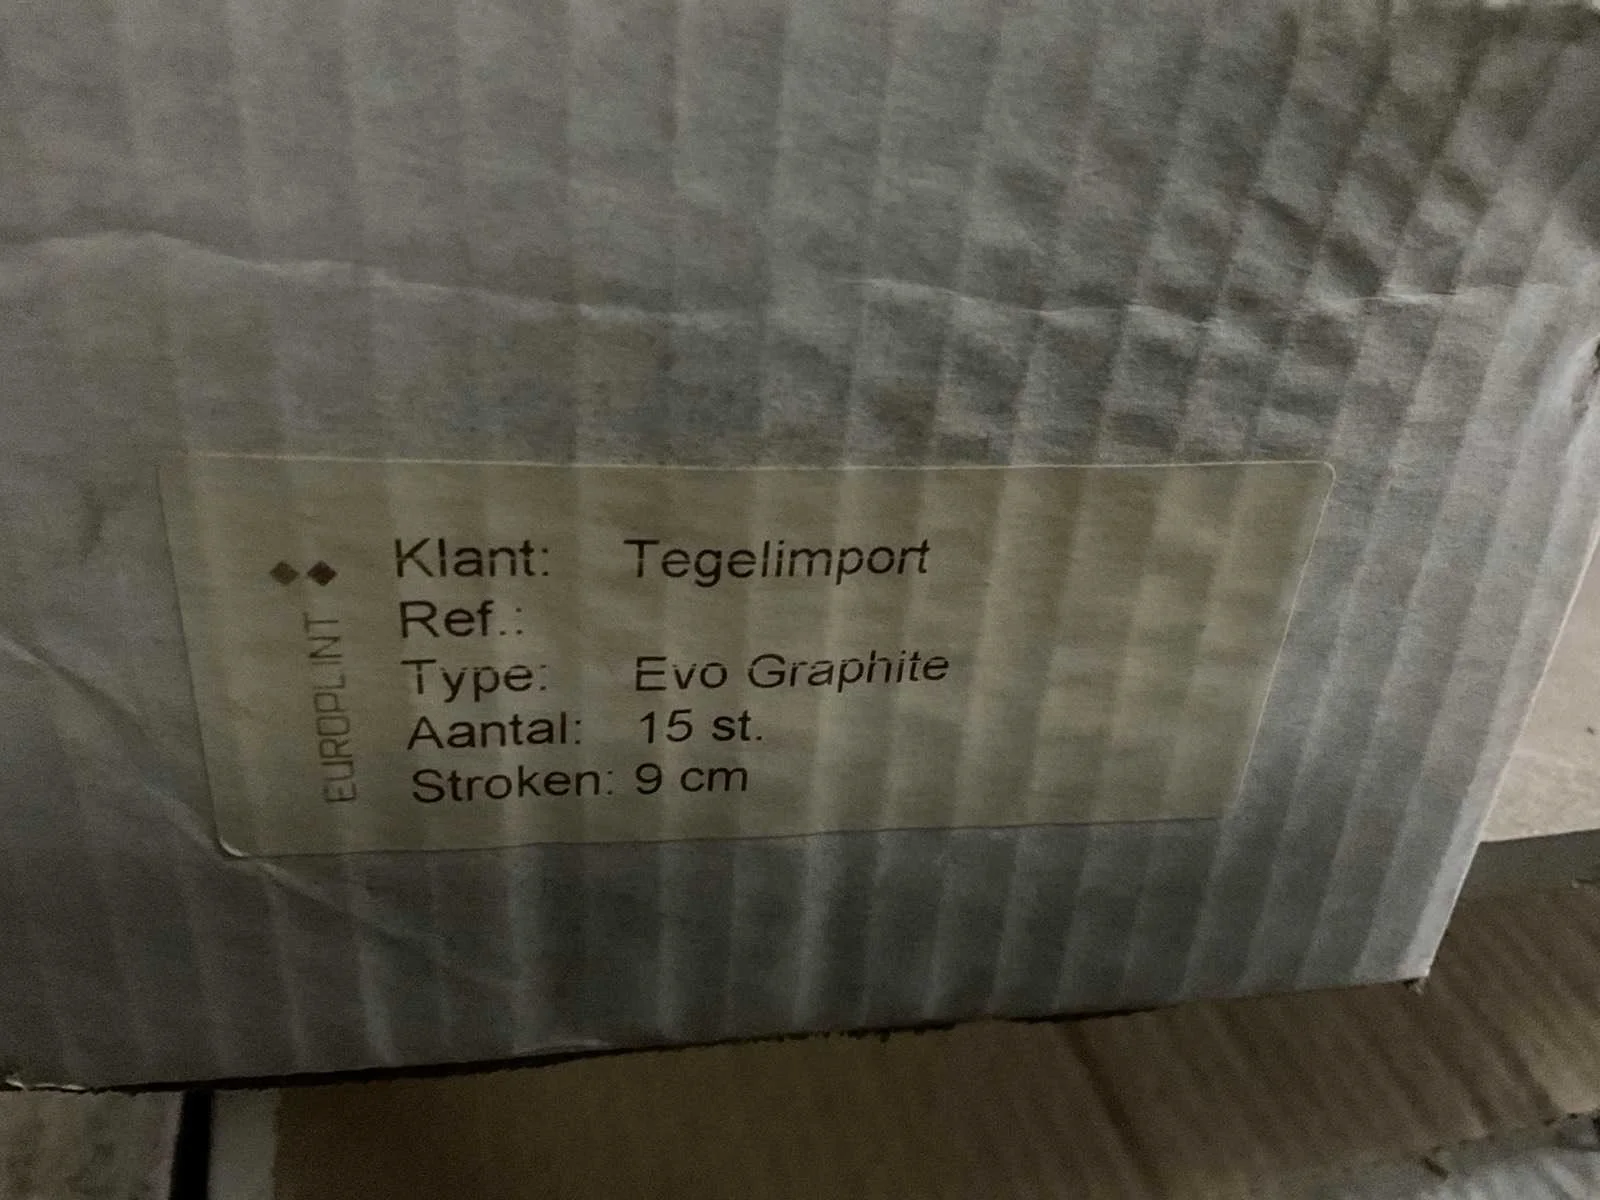 Klant: Tegelimport
Ref.:
Type: Evo Graphite
Aantal: 15 st.
Stroken: 9 cm
EUROPLINT